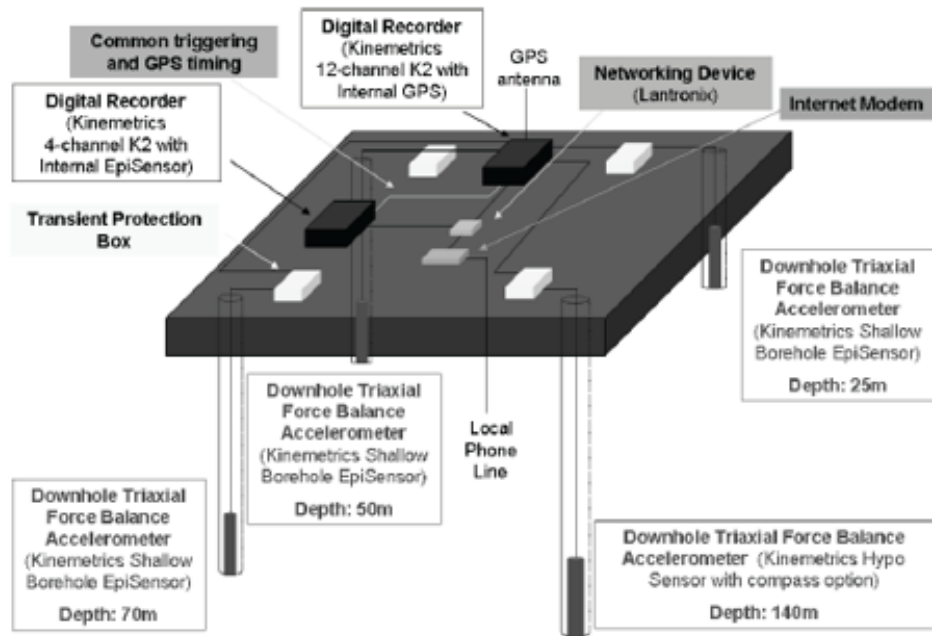 Common triggering
and GPS timing
Digital Recorder
(Kinemetrics
12-channel K2 with
Internal GPS)
GPS
antenna
Networking Device
(Lantronix)
Internet Modem
Digital Recorder
(Kinemetrics
4-channel K2 with
Internal EpiSensor)
Transient Protection
Box
Downhole Triaxial
Force Balance
Accelerometer
(Kinemetrics Shallow
Borehole EpiSensor)
Depth: 25m
Downhole Triaxial
Force Balance
Accelerometer
(Kinemetrics Shallow
Borehole EpiSensor)
Depth: 50m
Local
Phone
Line
Downhole Triaxial
Force Balance
Accelerometer
(Kinemetrics Shallow
Borehole EpiSensor)
Depth: 70m
Downhole Triaxial Force Balance
Accelerometer (Kinemetrics Hypo
Sensor with compass option)
Depth: 140m